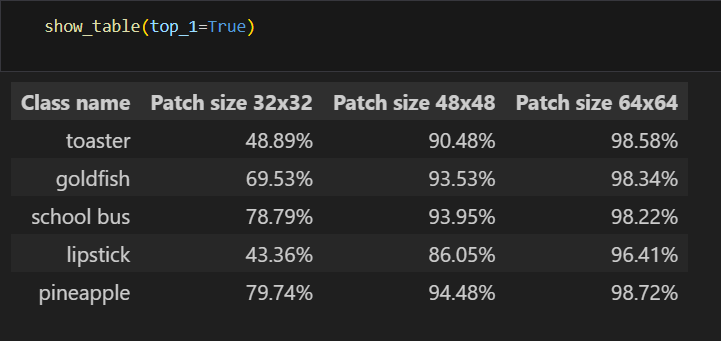 show_table(top_1=True)
Class name Patch size 32x32 Patch size 48x48 Patch size 64x64
toaster 48.89% 90.48% 98.58%
goldfish 69.53% 93.53% 98.34%
school bus 78.79% 93.95% 98.22%
lipstick 43.36% 86.05% 96.41%
pineapple 79.74% 94.48% 98.72%